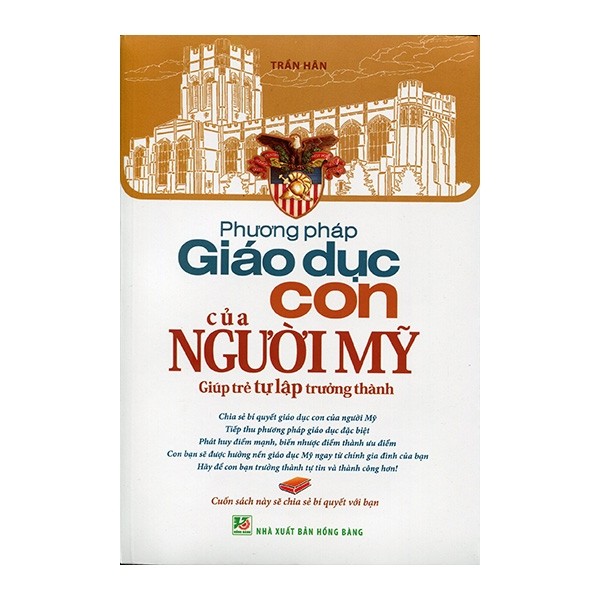 TRẦN HÂN
Phương pháp
Giáo dục
con
của
NGƯỜI MỸ
Giúp trẻ tự lập trưởng thành
Chia sẻ bí quyết giáo dục con của người Mỹ
Tiếp thu phương pháp giáo dục đặc biệt
Phát huy điểm mạnh, biến nhược điểm thành ưu điểm
Con bạn sẽ được hưởng nền giáo dục Mỹ ngay từ chính gia đình của bạn
Hãy để con bạn trưởng thành tự tin và thành công hơn!
Cuốn sách này sẽ chia sẻ bí quyết với bạn
HỒNG BÀNG
NHÀ XUẤT BẢN HỒNG BÀNG